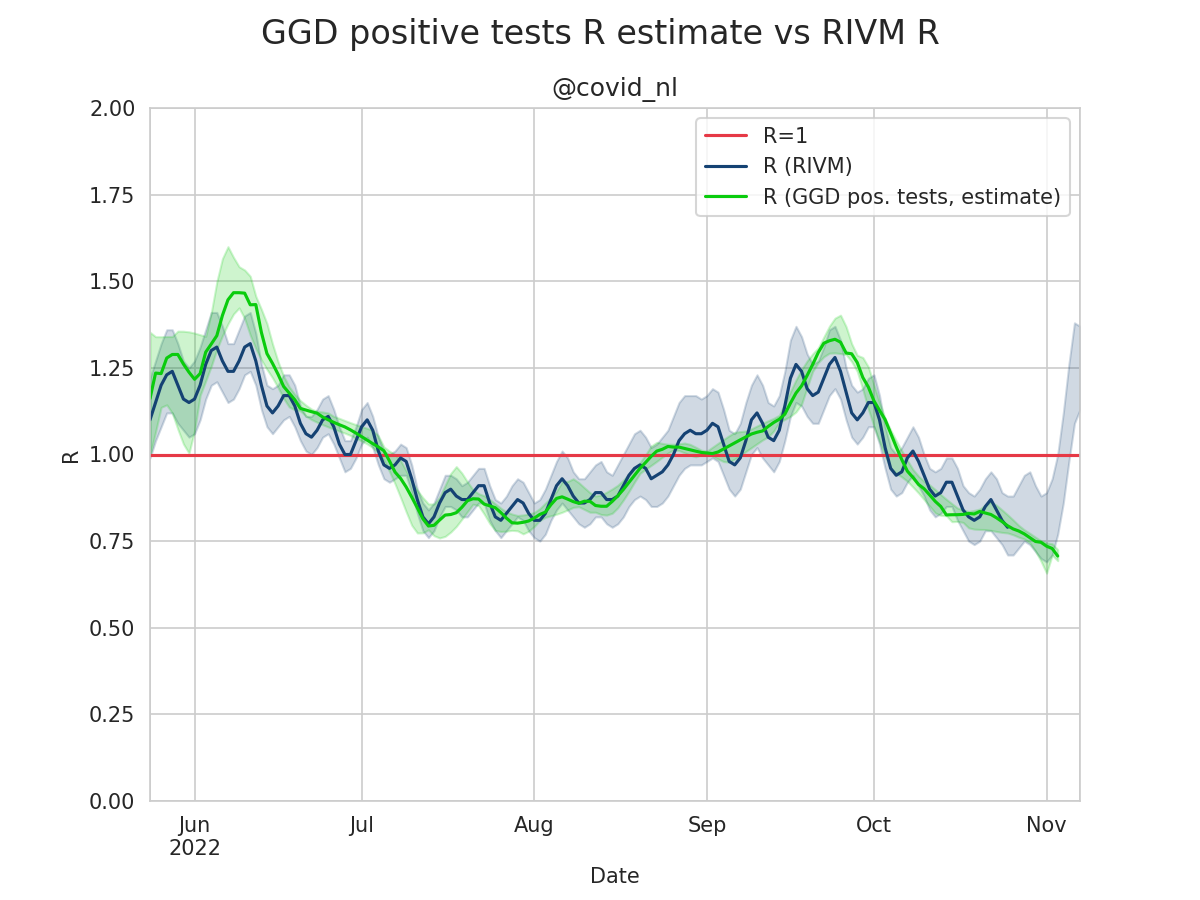 GGD positive tests R estimate vs RIVM R
@covid_nl
R=1
R (RIVM)
R (GGD pos. tests, estimate)
2.00
1.75
1.50
1.25
1.00
0.75
0.50
0.25
0.00
R
Jun Jul Aug Sep Oct Nov
2022
Date